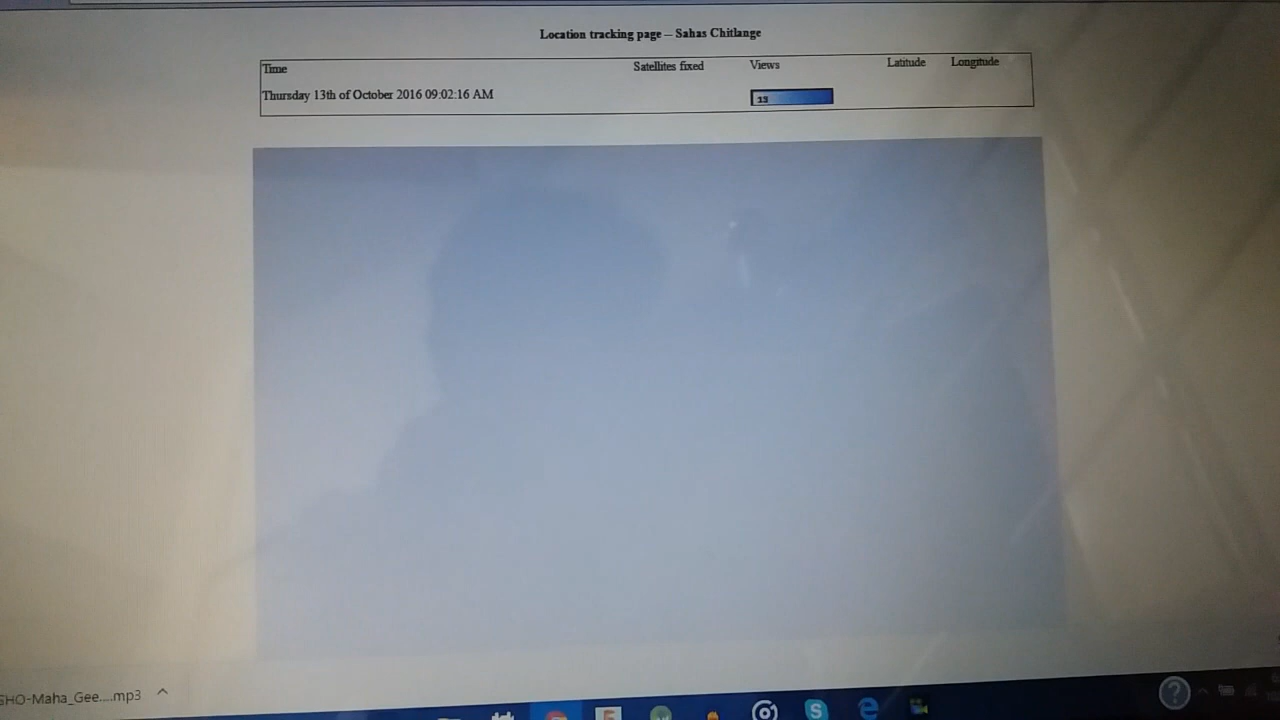 Location tracking page – Sahas Chitlange
Time Satellites fixed Views Latitude Longitude
Thursday 13th of October 2016 09:02:16 AM 13
SHO-Maha_Gee....mp3